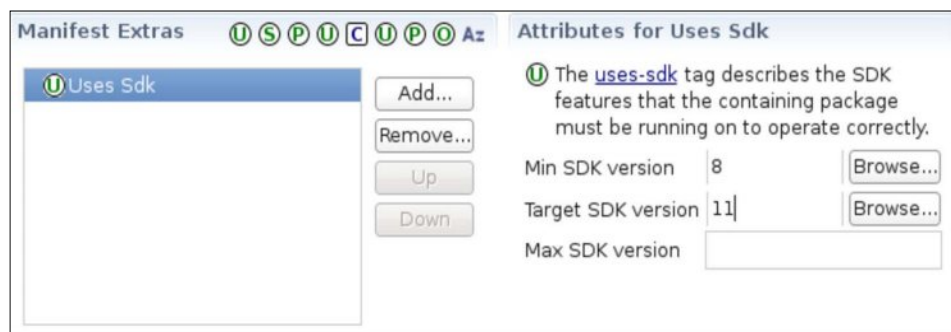 Manifest Extras
U S P U C U P O Az
U Uses Sdk
Add...
Remove...
Up
Down
Attributes for Uses Sdk
U The uses-sdk tag describes the SDK
features that the containing package
must be running on to operate correctly.
Min SDK version 8 Browse...
Target SDK version 11 Browse...
Max SDK version